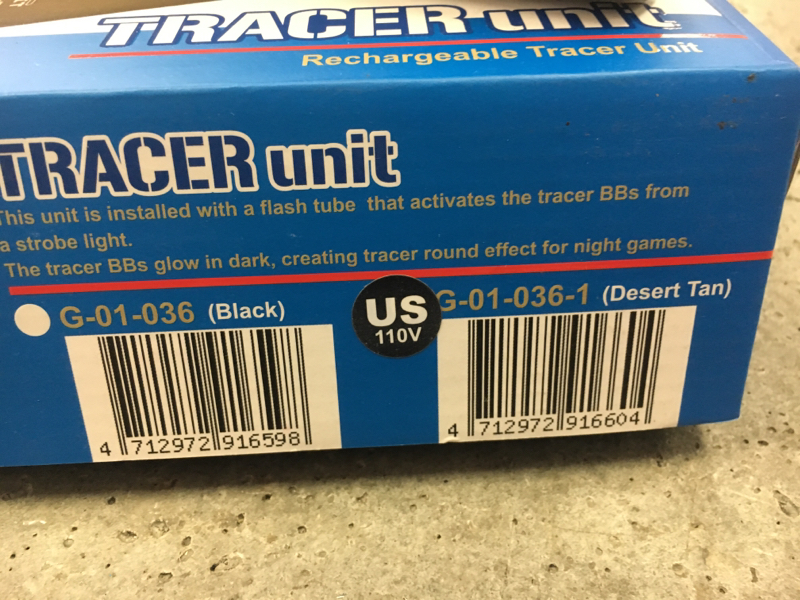 TRACER unit
Rechargeable Tracer Unit
TRACER unit
This unit is installed with a flash tube that activates the tracer BBs from
a strobe light.
The tracer BBs glow in dark, creating tracer round effect for night games.
G-01-036 (Black)
US
110V
G-01-036-1 (Desert Tan)
4 712972 916598
4 712972 916604